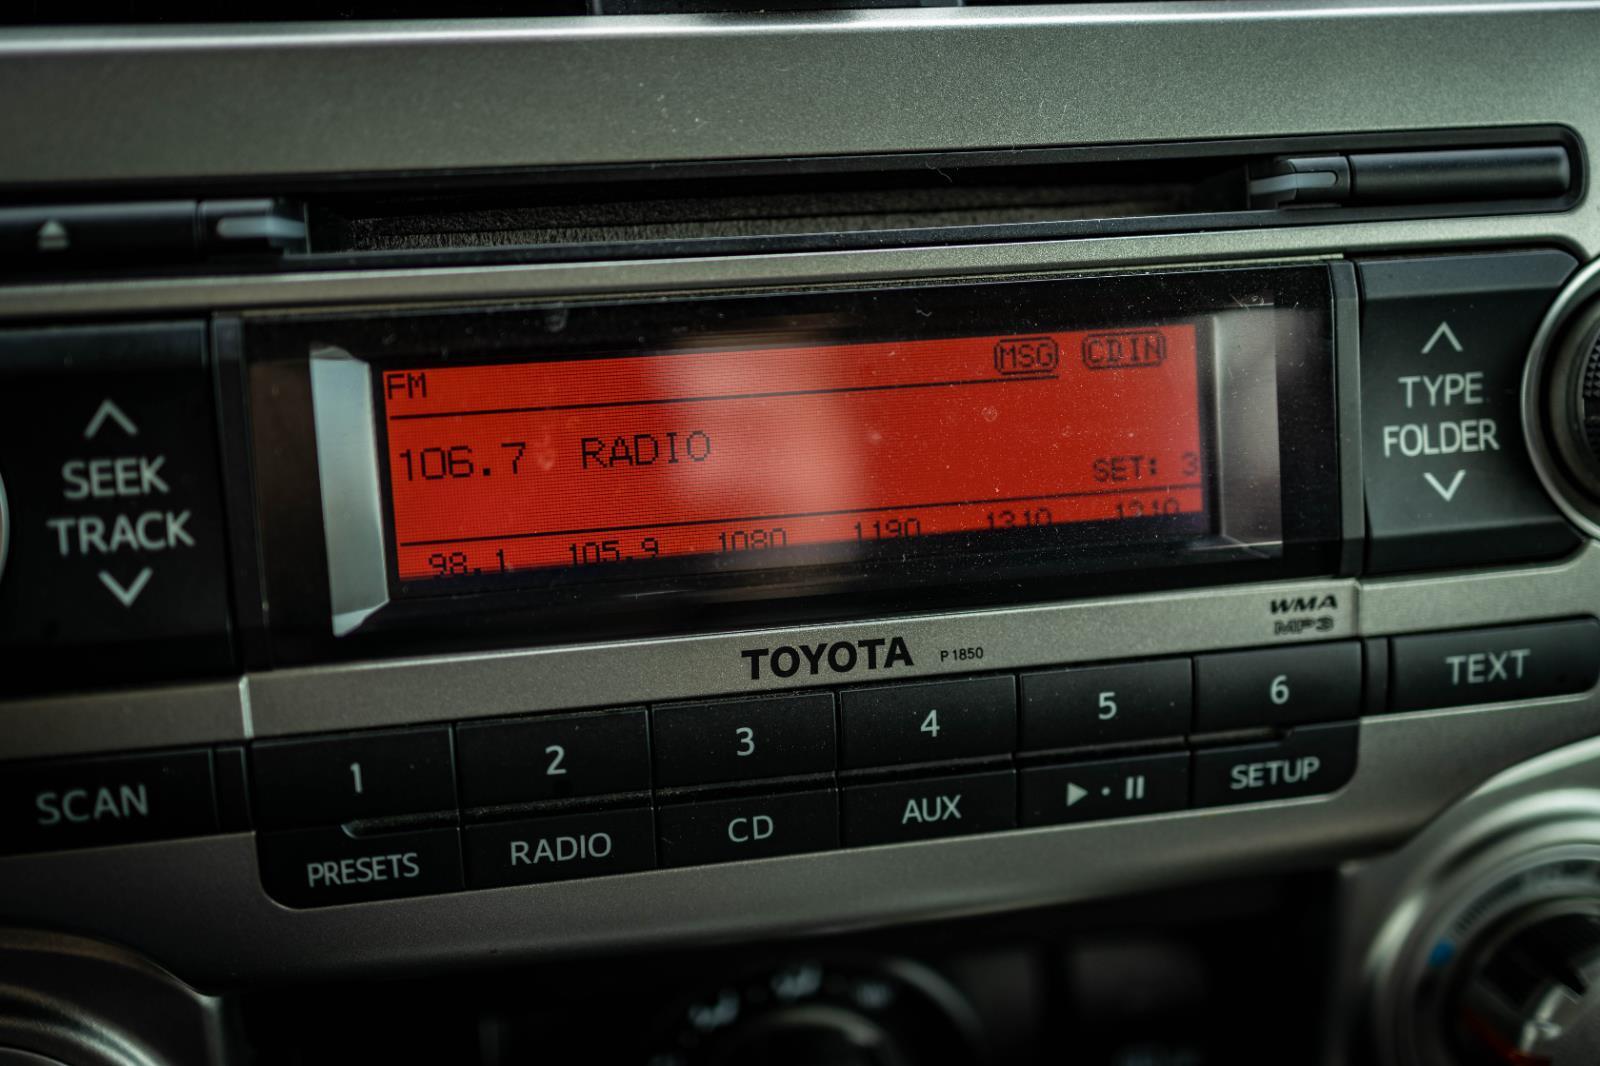 FM MSG CD IN
106.7 RADIO
SET: 3
98.1 105.9 1080 1190 1310 1310
SEEK
TRACK
TYPE
FOLDER
WMA
MP3
TOYOTA P1850
1 2 3 4 5 6 TEXT
SCAN PRESETS RADIO CD AUX SETUP